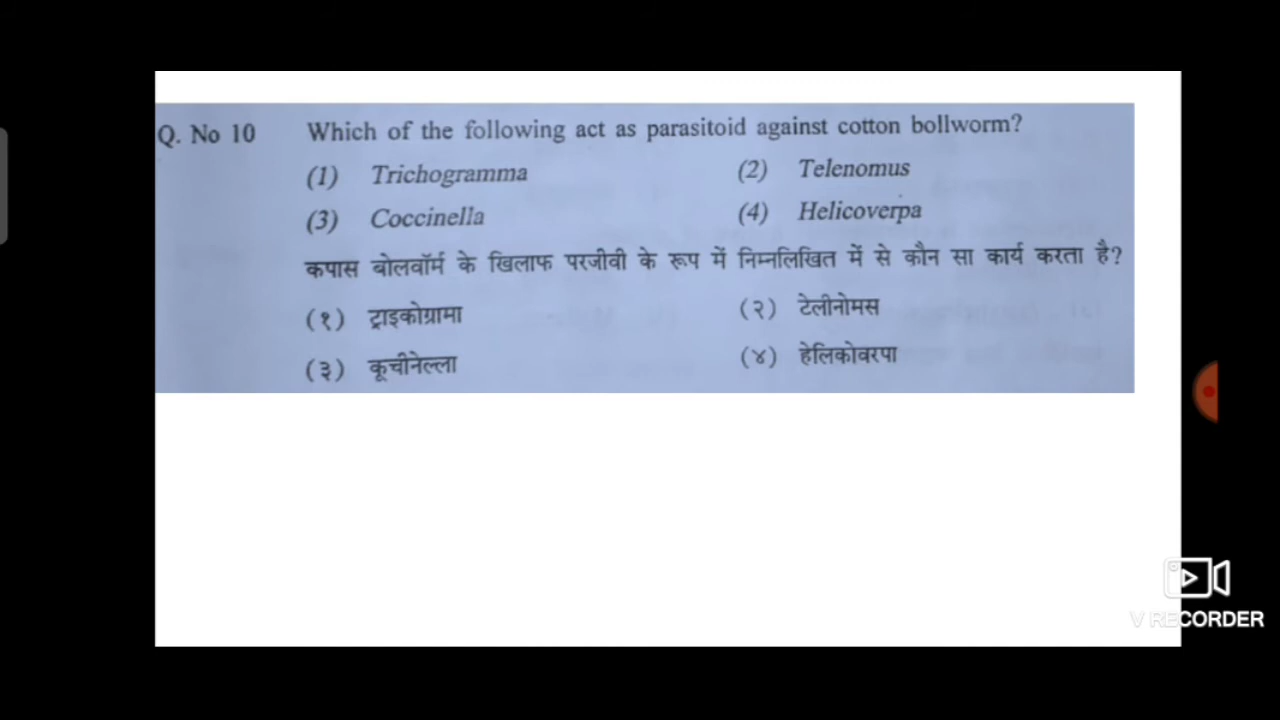 Q. No 10 Which of the following act as parasitoid against cotton bollworm?
(1) Trichogramma (2) Telenomus
(3) Coccinella (4) Helicoverpa
कपास बोलवॉर्म के खिलाफ परजीवी के रूप में निम्नलिखित में से कौन सा कार्य करता है?
(१) ट्राइकोग्रामा (२) टेलीनोमस
(३) कूचीनेल्ला (४) हेलिकोवरपा
V RECORDER